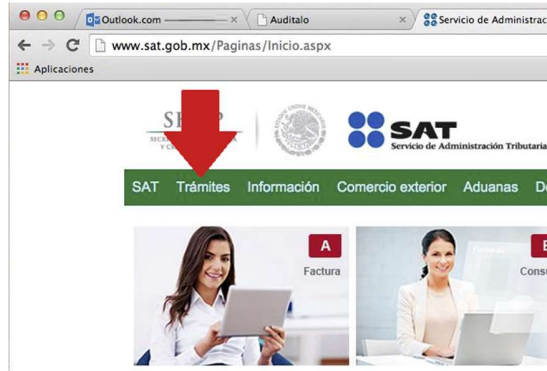 Outlook.com
Auditalo
Servicio de Administrac
www.sat.gob.mx/Paginas/Inicio.aspx
Aplicaciones
SAT
Servicio de Administración Tributaria
SAT Trámites Información Comercio exterior Aduanas
A
Factura